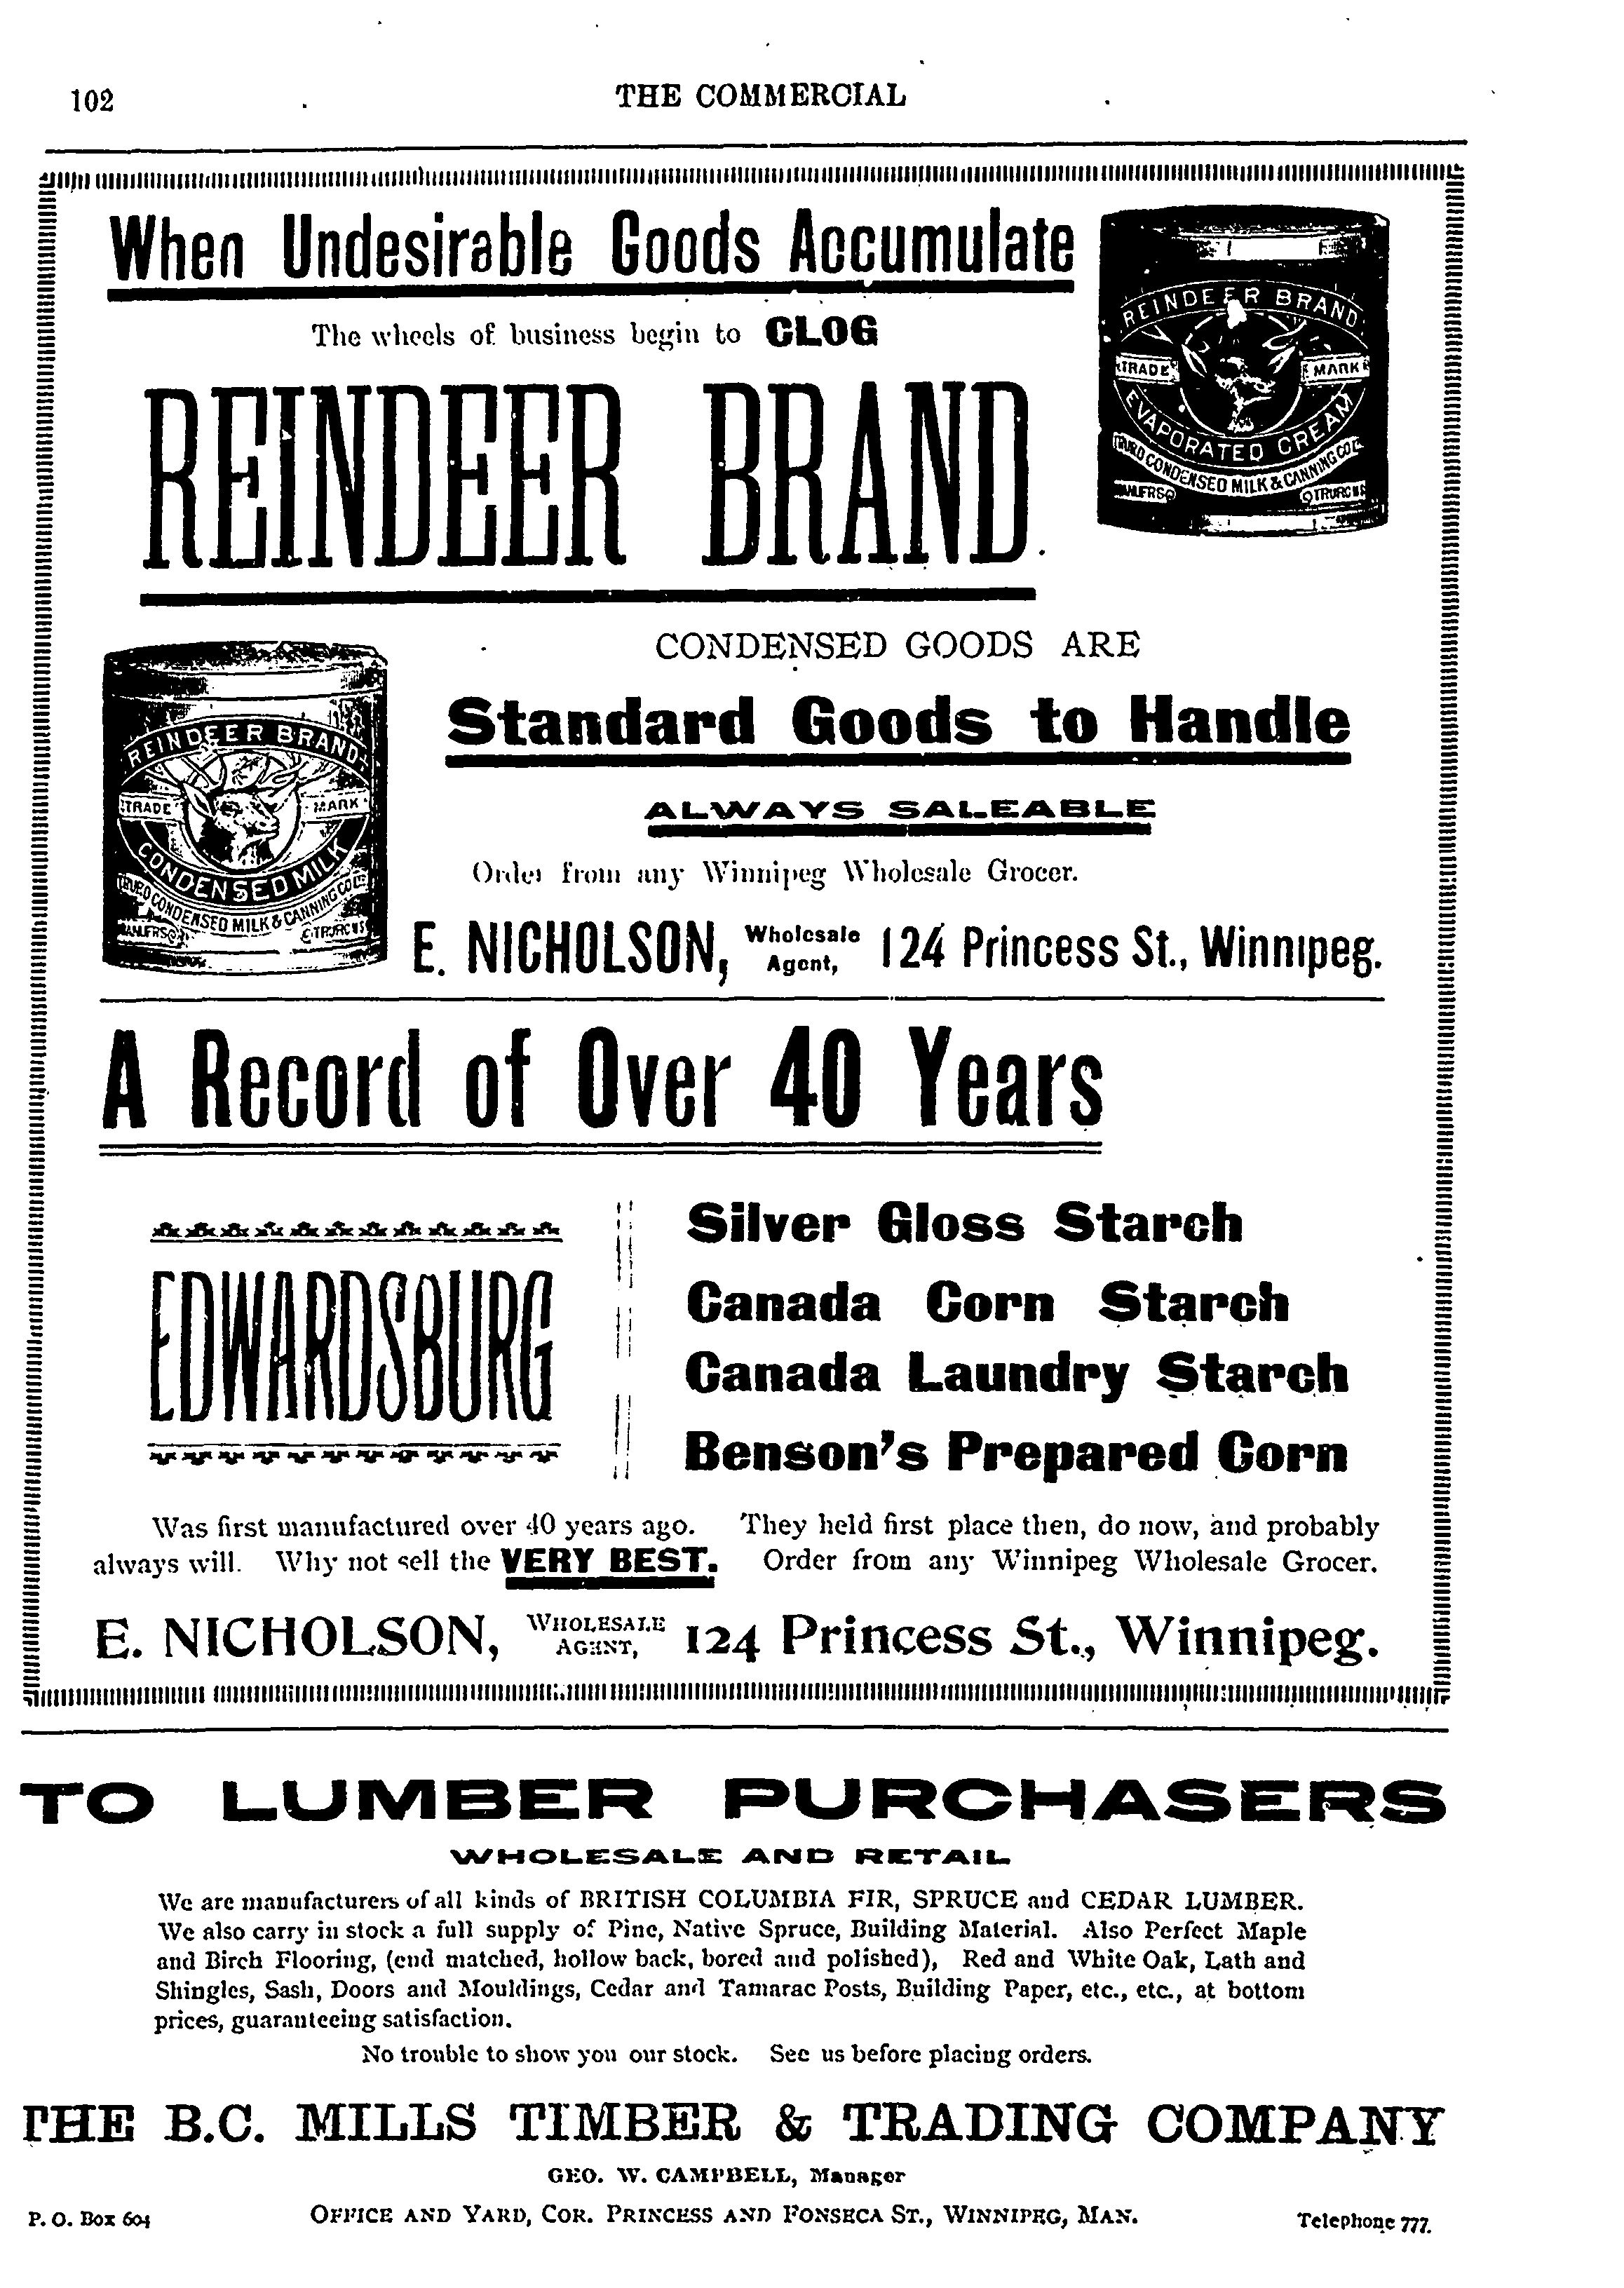 102
THE COMMERCIAL
When Undesirable Goods Accumulate
The wheels of business begin to CLOG
REINDEER BRAND
REINDEER BRAND
TRADE MARK
EVAPORATED CREAM
TRURO CONDENSED MILK & CANNING CO
CONDENSED GOODS ARE
Standard Goods to Handle
REINDEER BRAND
TRADE MARK
CONDENSED MILK
TRURO CONDENSED MILK & CANNING CO
ALWAYS SALEABLE
Order from any Winnipeg Wholesale Grocer.
E. NICHOLSON, Wholesale Agent, 124 Princess St., Winnipeg.
A Record of Over 40 Years
EDWARDSBURG
Silver Gloss Starch
Canada Corn Starch
Canada Laundry Starch
Benson's Prepared Corn
Was first manufactured over 40 years ago. They held first place then, do now, and probably
always will. Why not sell the VERY BEST. Order from any Winnipeg Wholesale Grocer.
E. NICHOLSON, WHOLESALE AGENT, 124 Princess St., Winnipeg.
TO LUMBER PURCHASERS
WHOLESALE AND RETAIL
We are manufacturers of all kinds of BRITISH COLUMBIA FIR, SPRUCE and CEDAR LUMBER.
We also carry in stock a full supply of Pine, Native Spruce, Building Material. Also Perfect Maple
and Birch Flooring, (end matched, hollow back, bored and polished), Red and White Oak, Lath and
Shingles, Sash, Doors and Mouldings, Cedar and Tamarac Posts, Building Paper, etc., etc., at bottom
prices, guaranteeing satisfaction.
No trouble to show you our stock. See us before placing orders.
THE B.C. MILLS TIMBER & TRADING COMPANY
GEO. W. CAMPBELL, Manager
P. O. Box 604 OFFICE AND YARD, COR. PRINCESS AND FONSECA ST., WINNIPEG, MAN. Telephone 777.